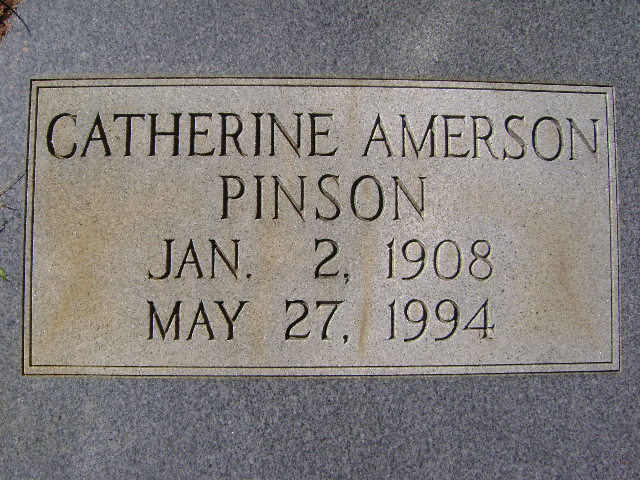 CATHERINE AMERSON
PINSON
JAN. 2, 1908
MAY 27, 1994